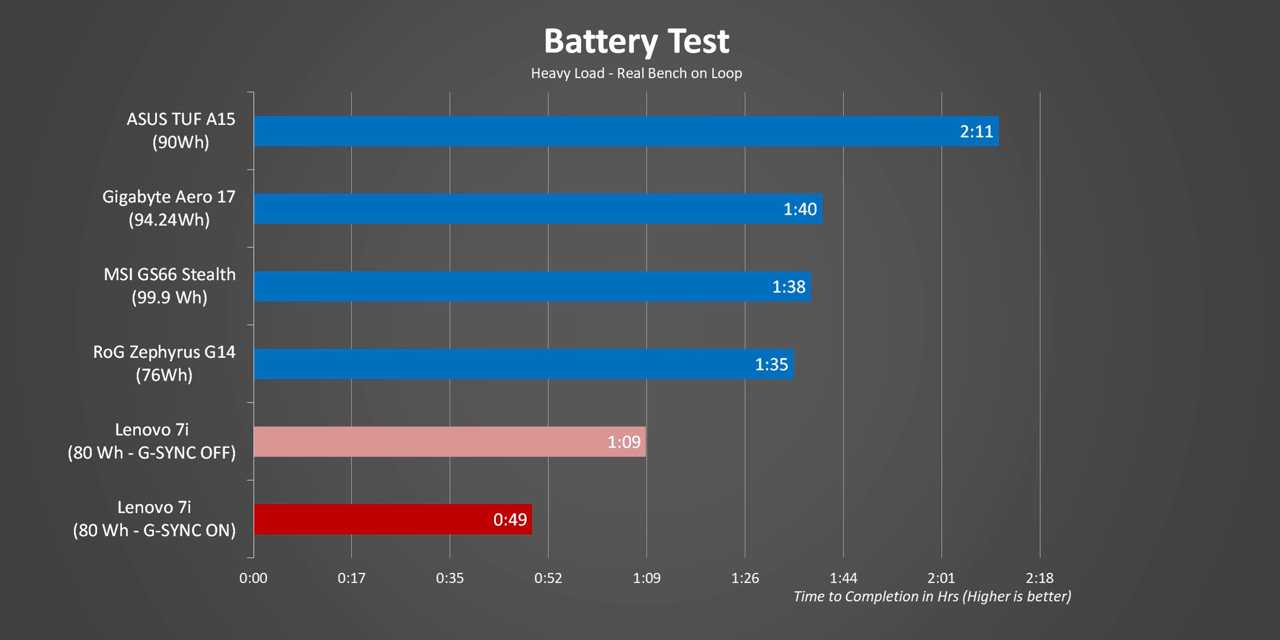 Battery Test
Heavy Load - Real Bench on Loop
ASUS TUF A15
(90Wh)
2:11
Gigabyte Aero 17
(94.24Wh)
1:40
MSI GS66 Stealth
(99.9 Wh)
1:38
RoG Zephyrus G14
(76Wh)
1:35
Lenovo 7i
(80 Wh - G-SYNC OFF)
1:09
Lenovo 7i
(80 Wh - G-SYNC ON)
0:49
0:00 0:17 0:35 0:52 1:09 1:26 1:44 2:01 2:18
Time to Completion in Hrs (Higher is better)